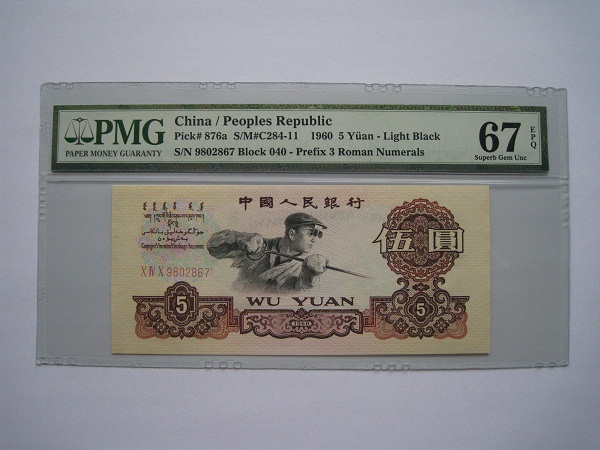 PMG
PAPER MONEY GUARANTY
China / Peoples Republic
Pick# 876a S/M#C284-11 1960 5 Yüan - Light Black
S/N 9802867 Block 040 - Prefix 3 Roman Numerals
67 EPQ
Superb Gem Unc
中國人民銀行
伍圓
X IV X 9802867
WU YUAN
5
5